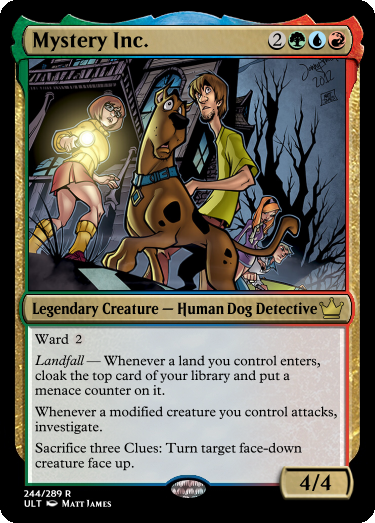 Mystery Inc. 2
Legendary Creature — Human Dog Detective
Ward 2
Landfall — Whenever a land you control enters,
cloak the top card of your library and put a
menace counter on it.
Whenever a modified creature you control attacks,
investigate.
Sacrifice three Clues: Turn target face-down
creature face up.
4/4
244/289 R
ULT Matt James